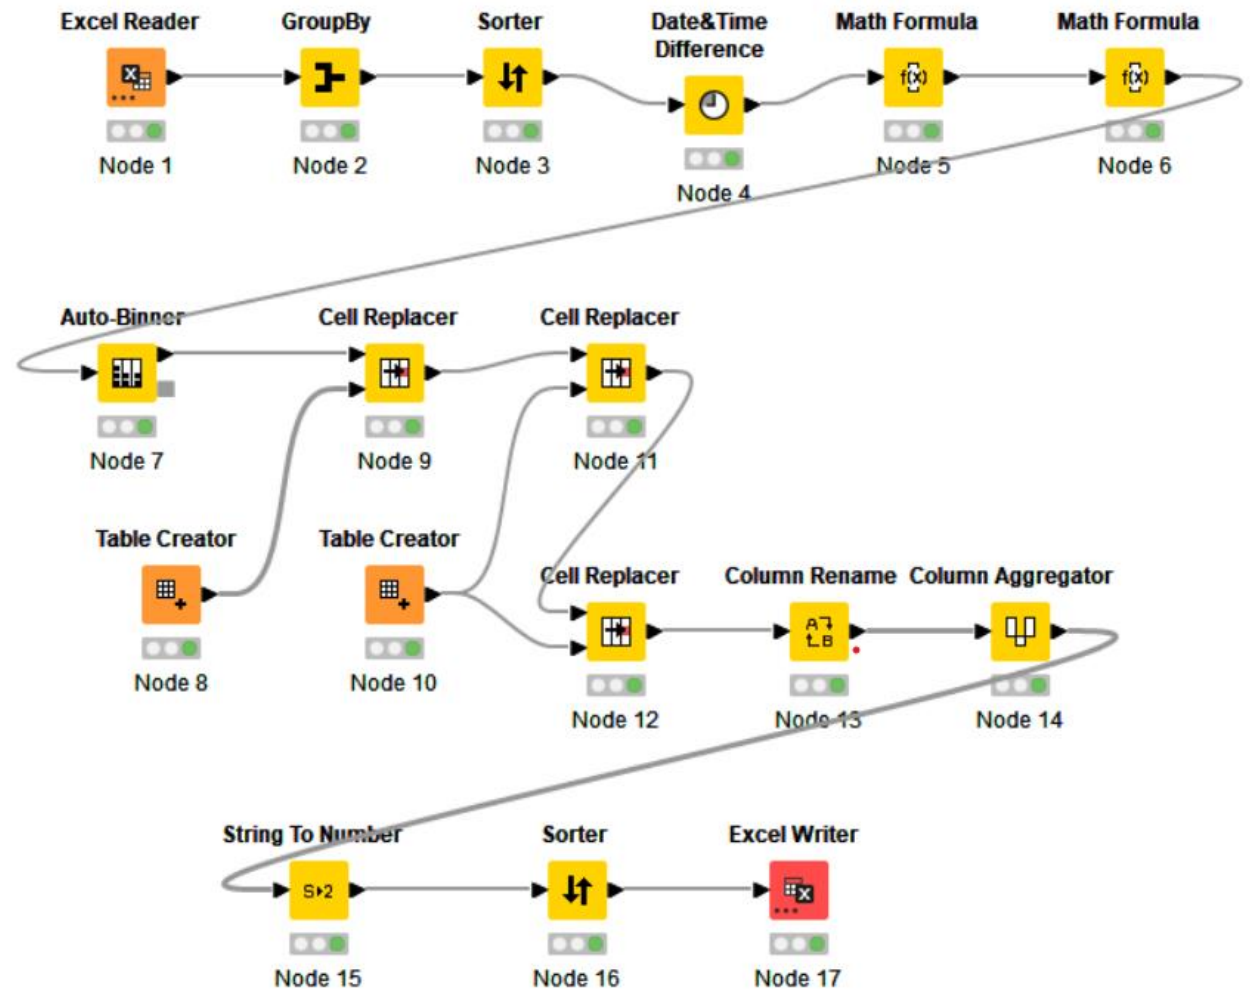 Excel Reader
GroupBy
Sorter
Date&Time
Difference
Math Formula
Math Formula
X
f(x)
f(x)
Node 1
Node 2
Node 3
Node 4
Node 5
Node 6
Auto-Binner
Cell Replacer
Cell Replacer
Node 7
Node 9
Node 11
Table Creator
Table Creator
Cell Replacer
Column Rename
Column Aggregator
A
B
Node 8
Node 10
Node 12
Node 13
Node 14
String To Number
Sorter
Excel Writer
S▸2
X
Node 15
Node 16
Node 17